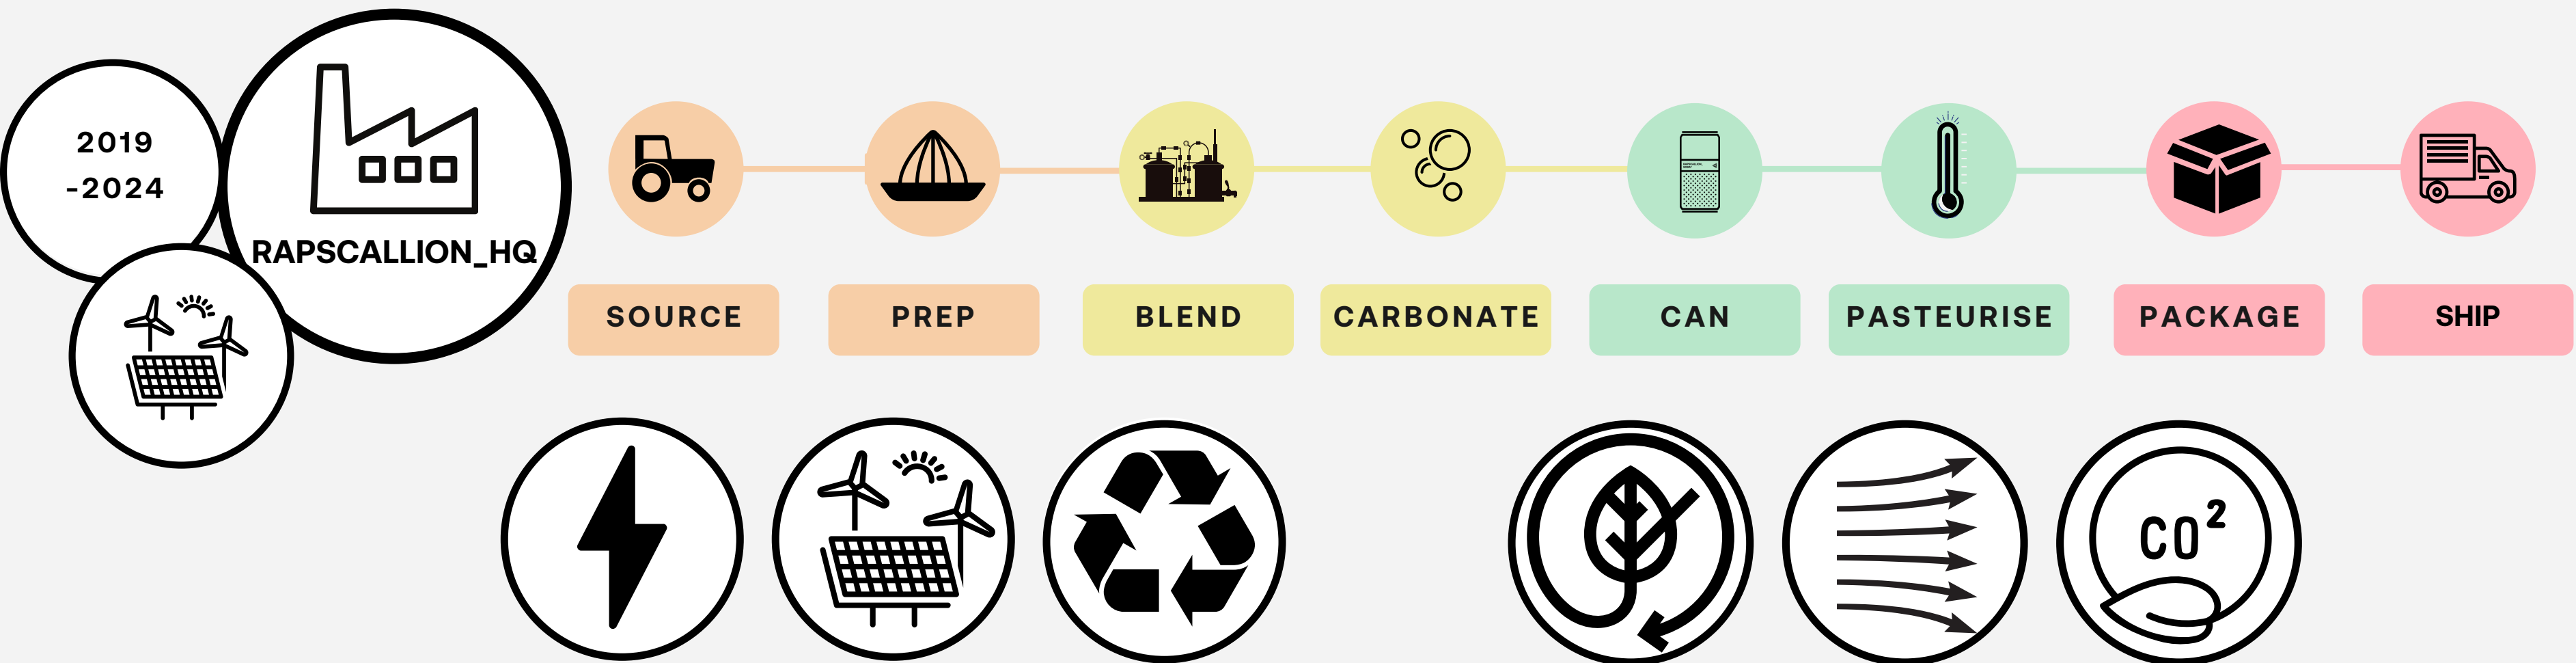 2019
-2024
RAPSCALLION_HQ
SOURCE
PREP
BLEND
CARBONATE
CAN
PASTEURISE
PACKAGE
SHIP
CO²